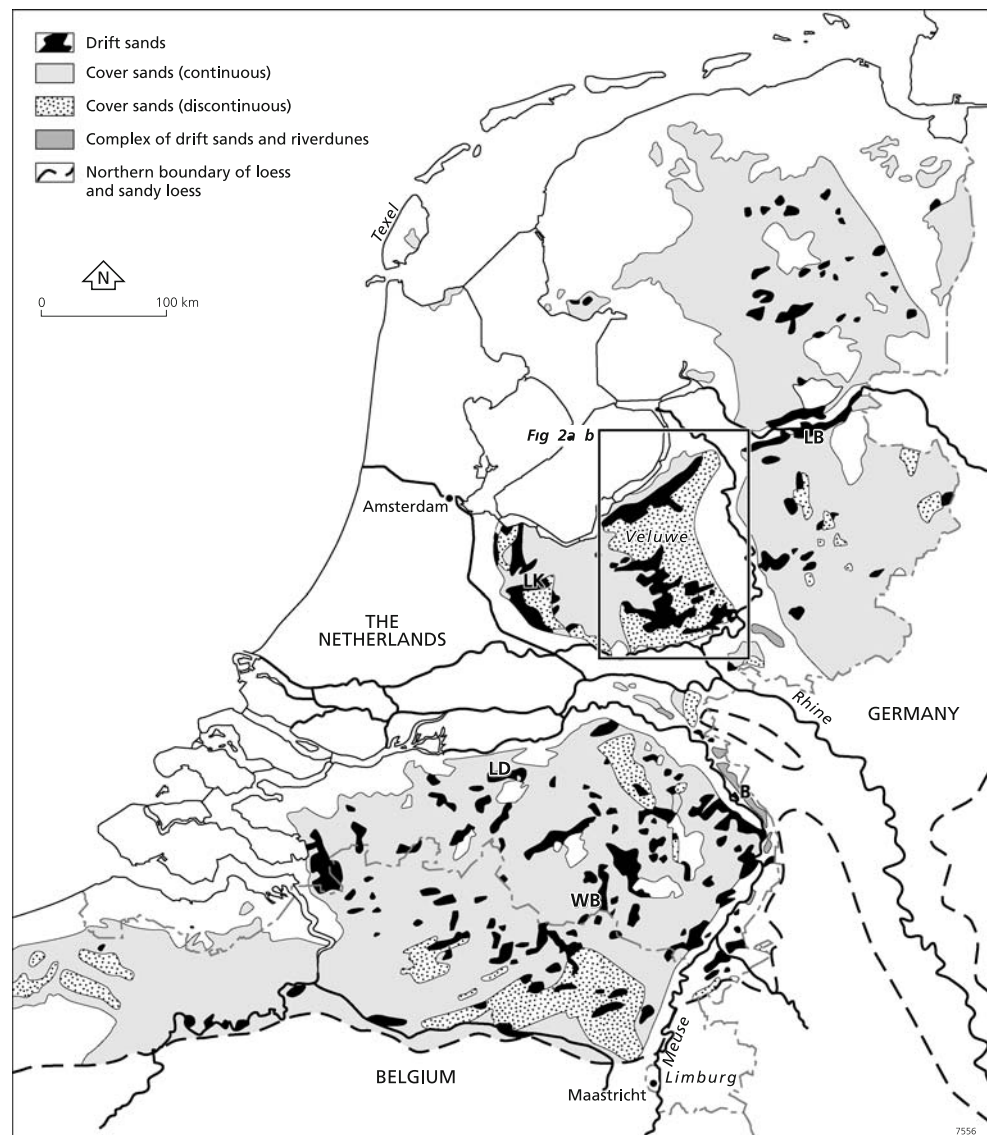 Drift sands
Cover sands (continuous)
Cover sands (discontinuous)
Complex of drift sands and riverdunes
Northern boundary of loess
and sandy loess
N
0 100 km
Texel
Fig 2a b
LB
Amsterdam
Veluwe
LK
THE
NETHERLANDS
Rhine
GERMANY
LD
B
WB
Meuse
BELGIUM
Maastricht
Limburg
7556